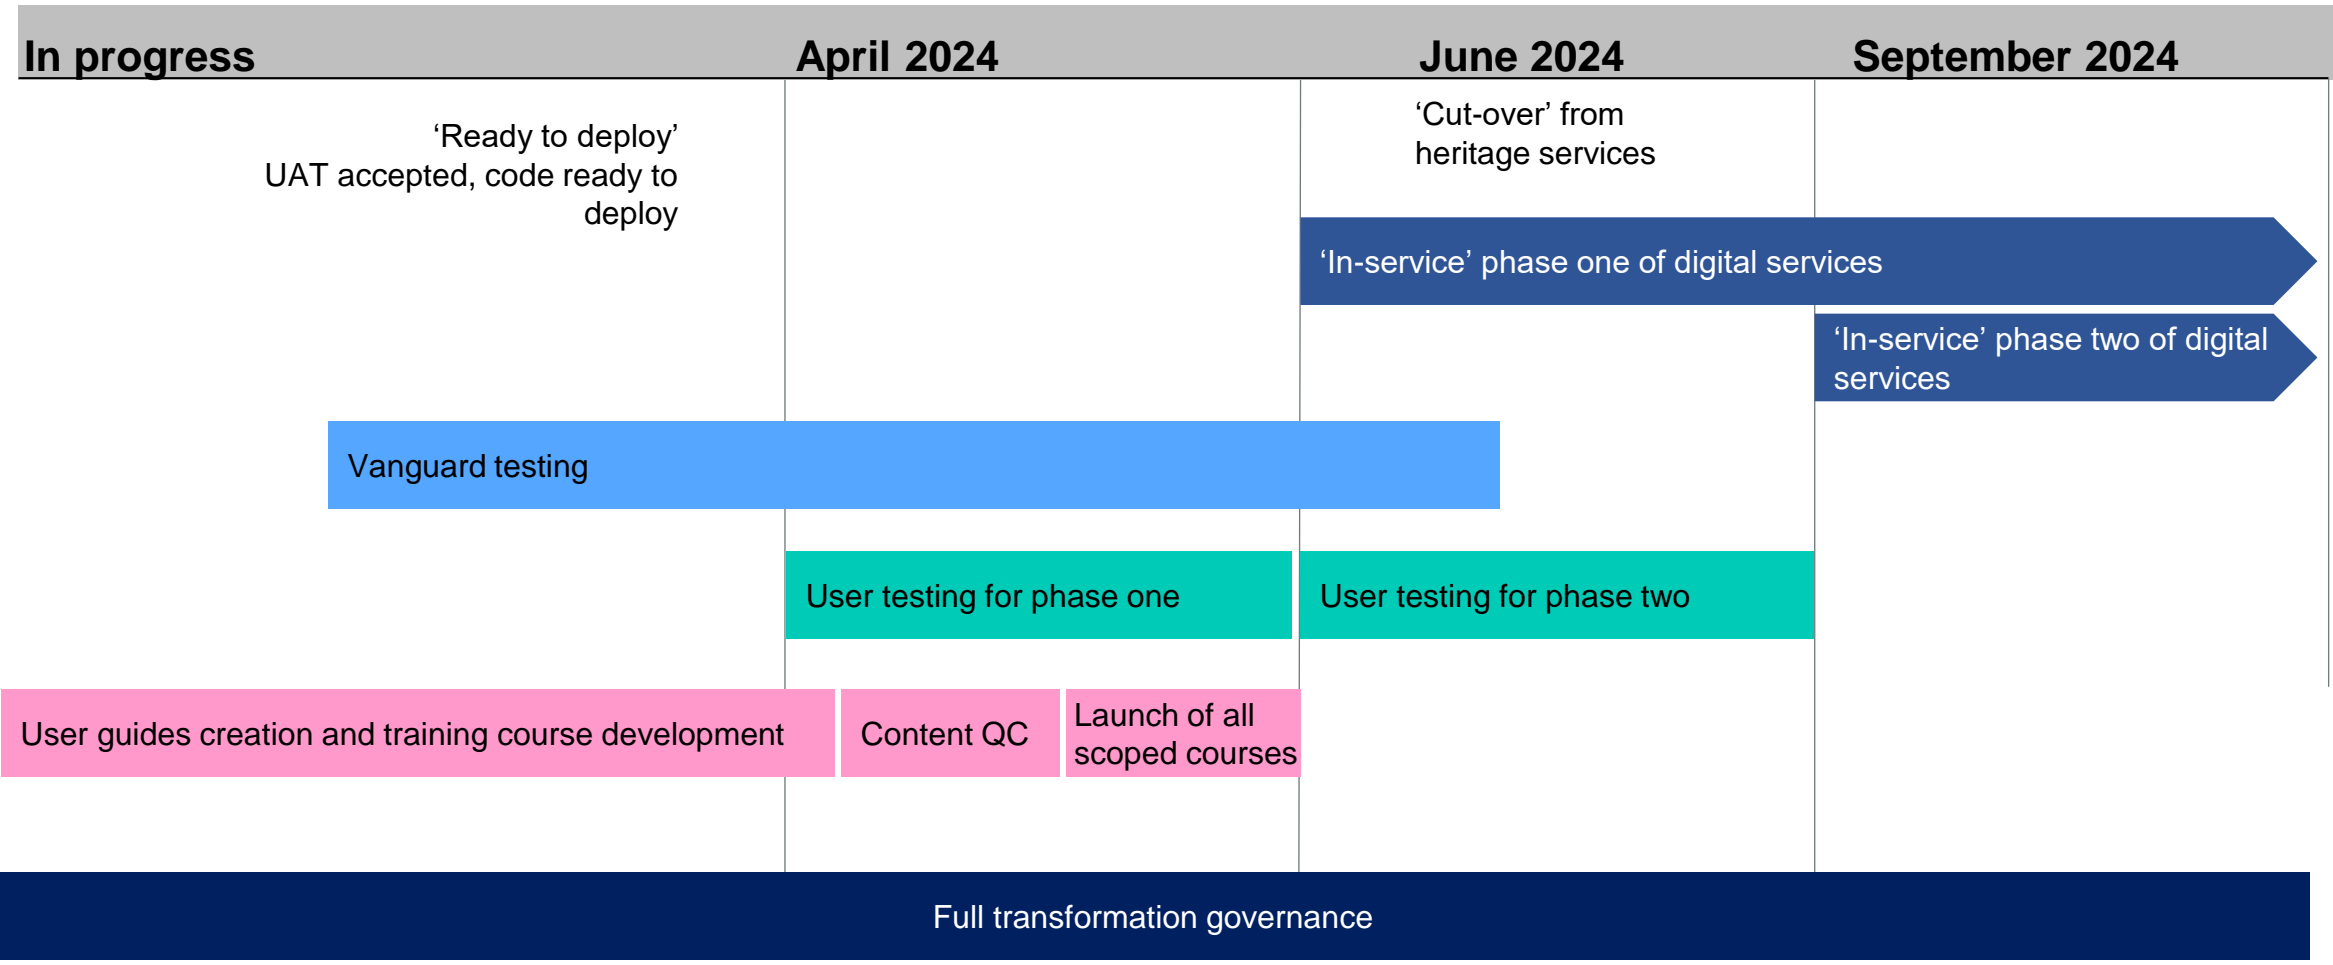 In progress
April 2024
June 2024
September 2024
‘Ready to deploy’
UAT accepted, code ready to
deploy
‘Cut-over’ from
heritage services
‘In-service’ phase one of digital services
‘In-service’ phase two of digital
services
Vanguard testing
User testing for phase one
User testing for phase two
User guides creation and training course development
Content QC
Launch of all
scoped courses
Full transformation governance